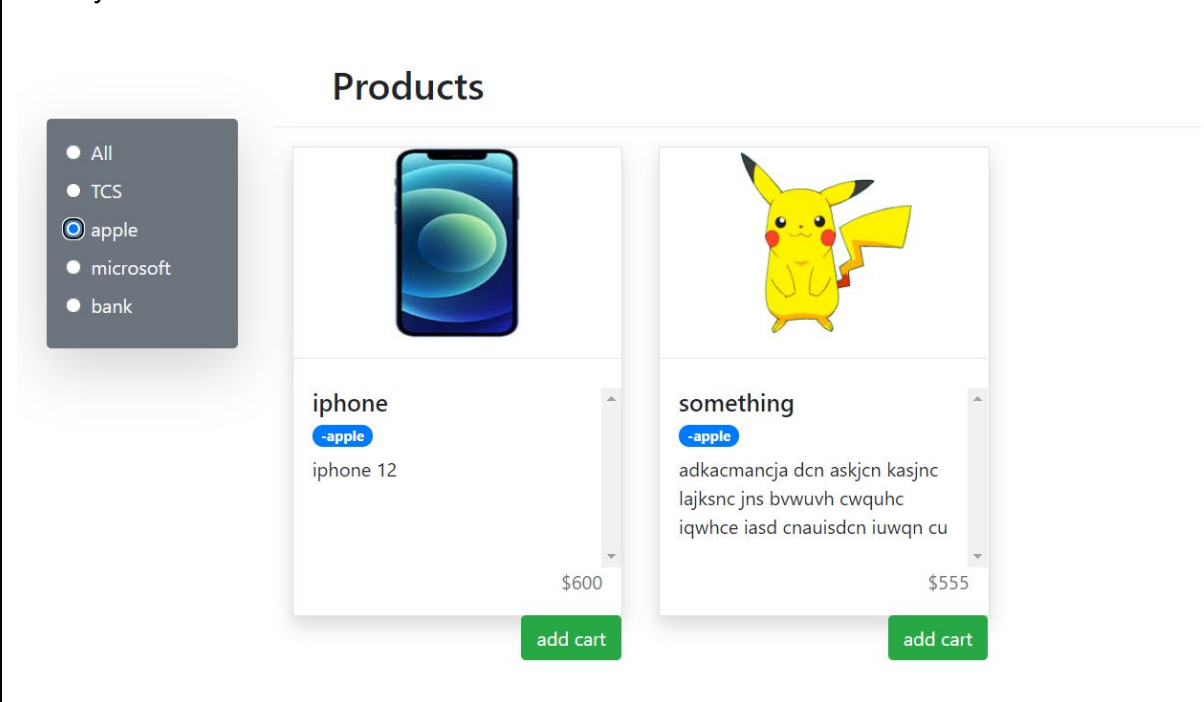 Products
All
TCS
apple
microsoft
bank
iphone
-apple
iphone 12
$600
add cart
something
-apple
adkacmancja dcn askjcn kasjnc
lajksnc jns bvwuvh cwquhc
iqwhce iasd cnauisdcn iuwqn cu
$555
add cart